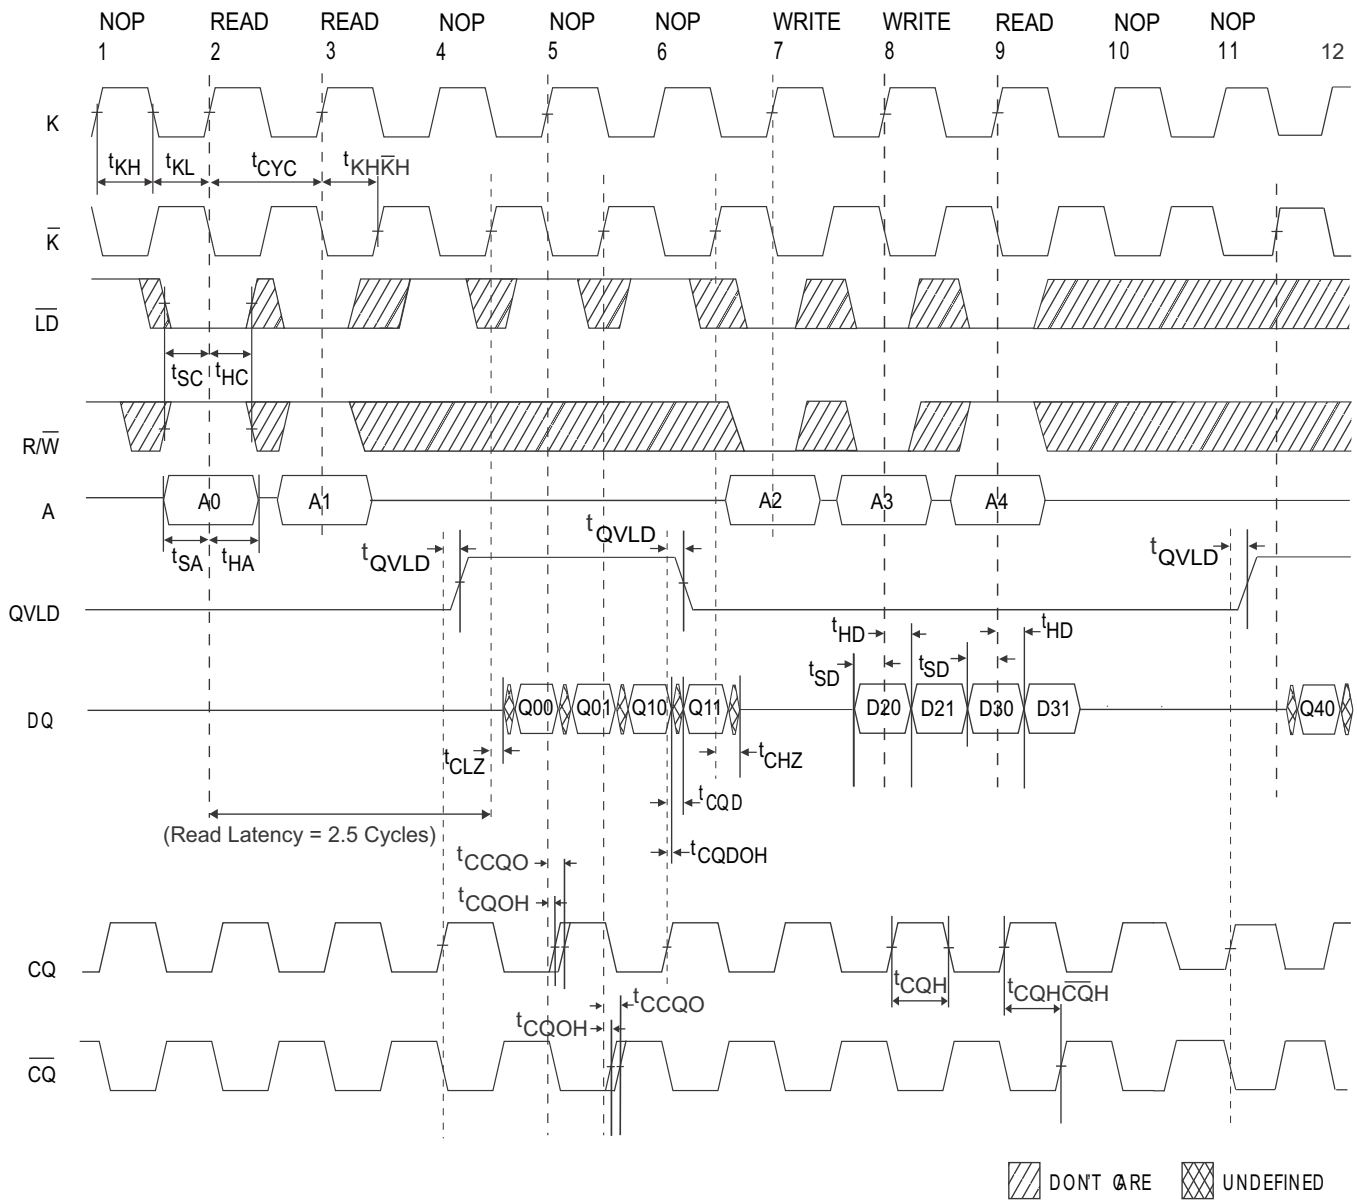 NOP READ READ NOP NOP NOP WRITE WRITE READ NOP NOP
1 2 3 4 5 6 7 8 9 10 11 12
K
tKH tKL tCYC tKHK̅H
K̅
L̅D̅
tSC tHC
R/W̅
A A0 A1 A2 A3 A4
tSA tHA tQVLD tQVLD tQVLD
QVLD
tHD tHD
tSD tSD
DQ Q00 Q01 Q10 Q11 D20 D21 D30 D31 Q40
tCLZ tCHZ
tCQD
(Read Latency = 2.5 Cycles)
tCQDOH
tCCQO
tCQOH
CQ
tCQH tCQHC̅Q̅H
tCCQO
tCQOH
C̅Q̅
DON'T CARE UNDEFINED